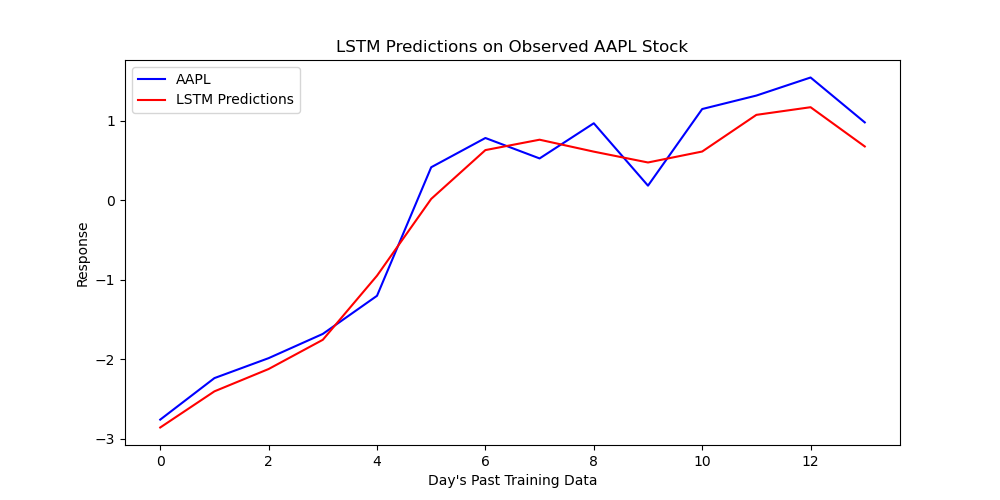 LSTM Predictions on Observed AAPL Stock
AAPL
LSTM Predictions
1
0
−1
−2
−3
Response
0 2 4 6 8 10 12
Day's Past Training Data